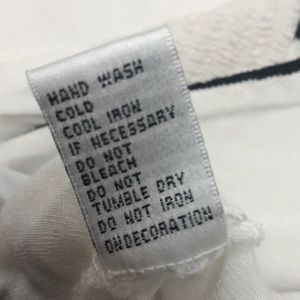 HAND WASH
COLD
COOL IRON
IF NECESSARY
DO NOT
BLEACH
DO NOT
TUMBLE DRY
DO NOT IRON
ONDECORATION